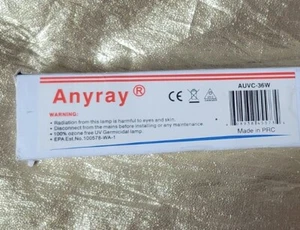 Anyray®
AUVC-36W
WARNING:
• Radiation from this lamp is harmful to eyes and skin.
• Disconnect from the mains before installing or any maintenance.
• 100% ozone free UV Germicidal lamp.
• EPA Est.No. 100878-WA-1
CE
Made in PRC